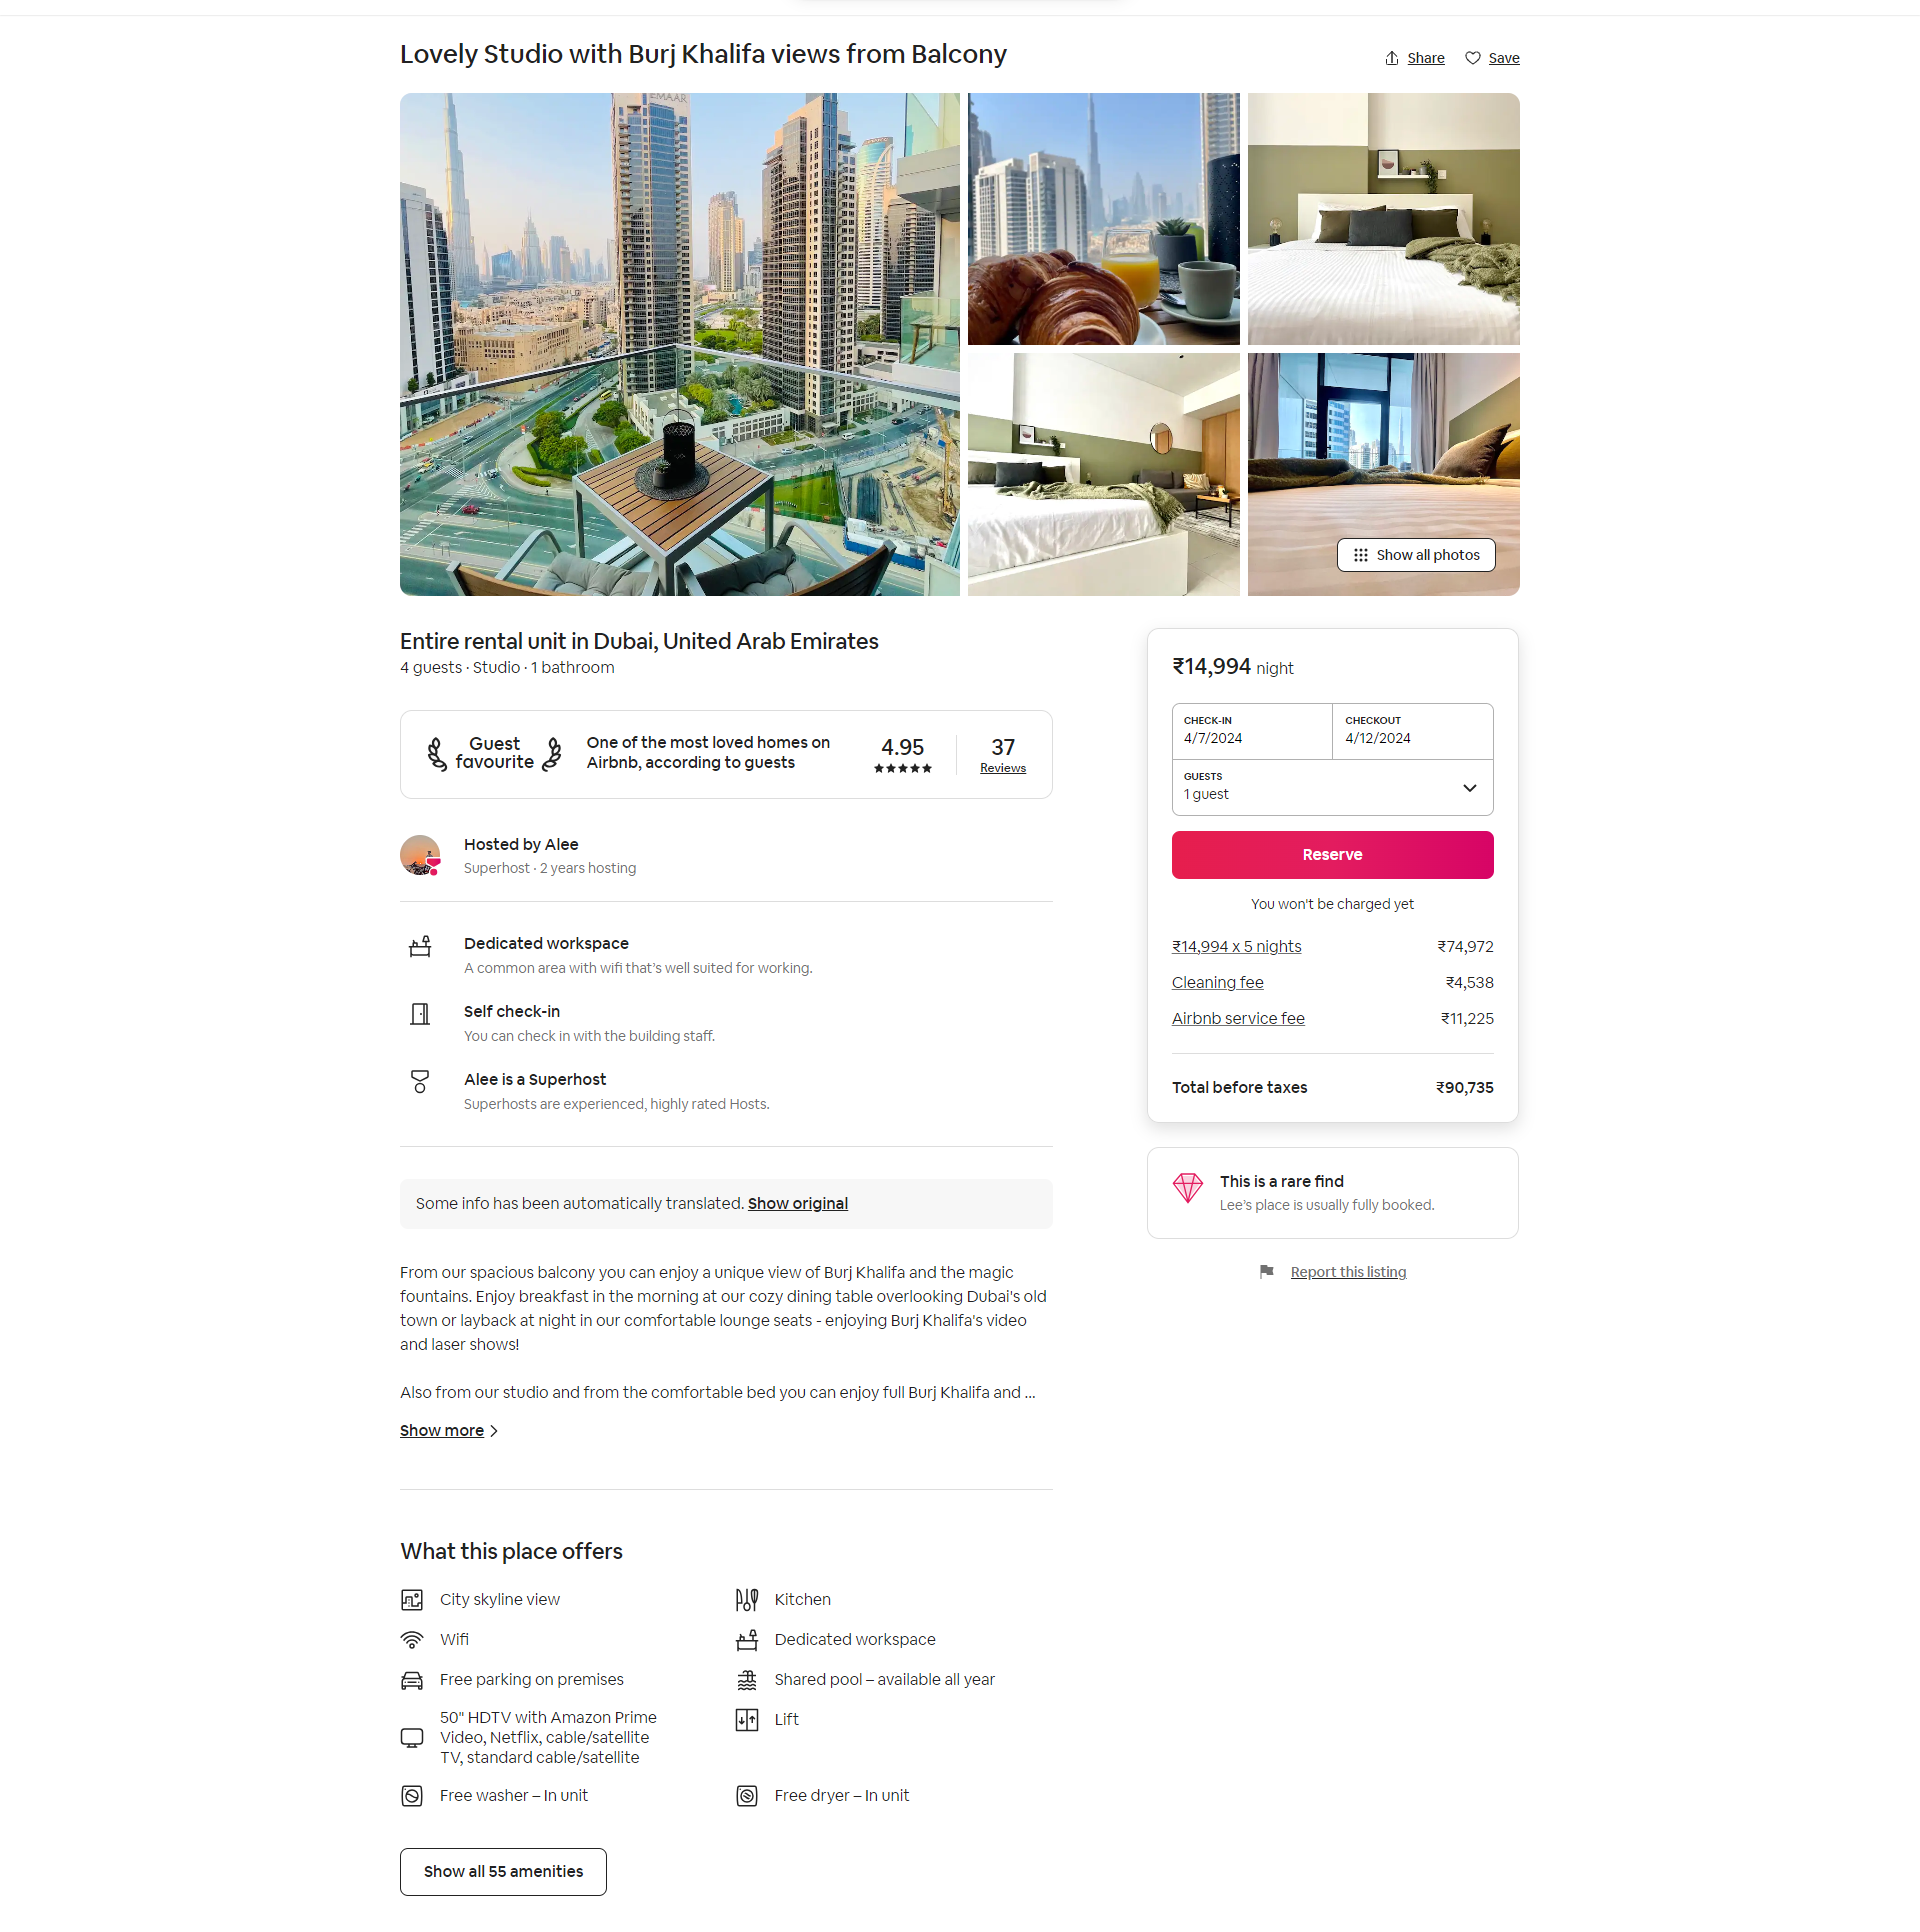 Lovely Studio with Burj Khalifa views from Balcony
Share
Save
EMAAR
Show all photos
Entire rental unit in Dubai, United Arab Emirates
4 guests · Studio · 1 bathroom
Guest
favourite
One of the most loved homes on
Airbnb, according to guests
4.95
37
Reviews
Hosted by Alee
Superhost · 2 years hosting
Dedicated workspace
A common area with wifi that's well suited for working.
Self check-in
You can check in with the building staff.
Alee is a Superhost
Superhosts are experienced, highly rated Hosts.
Some info has been automatically translated. Show original
From our spacious balcony you can enjoy a unique view of Burj Khalifa and the magic
fountains. Enjoy breakfast in the morning at our cozy dining table overlooking Dubai's old
town or layback at night in our comfortable lounge seats - enjoying Burj Khalifa's video
and laser shows!
Also from our studio and from the comfortable bed you can enjoy full Burj Khalifa and ...
Show more
What this place offers
City skyline view
Kitchen
Wifi
Dedicated workspace
Free parking on premises
Shared pool – available all year
50" HDTV with Amazon Prime
Video, Netflix, cable/satellite
TV, standard cable/satellite
Lift
Free washer – In unit
Free dryer – In unit
Show all 55 amenities
₹14,994 night
CHECK-IN
4/7/2024
CHECKOUT
4/12/2024
GUESTS
1 guest
Reserve
You won't be charged yet
₹14,994 x 5 nights
₹74,972
Cleaning fee
₹4,538
Airbnb service fee
₹11,225
Total before taxes
₹90,735
This is a rare find
Lee's place is usually fully booked.
Report this listing